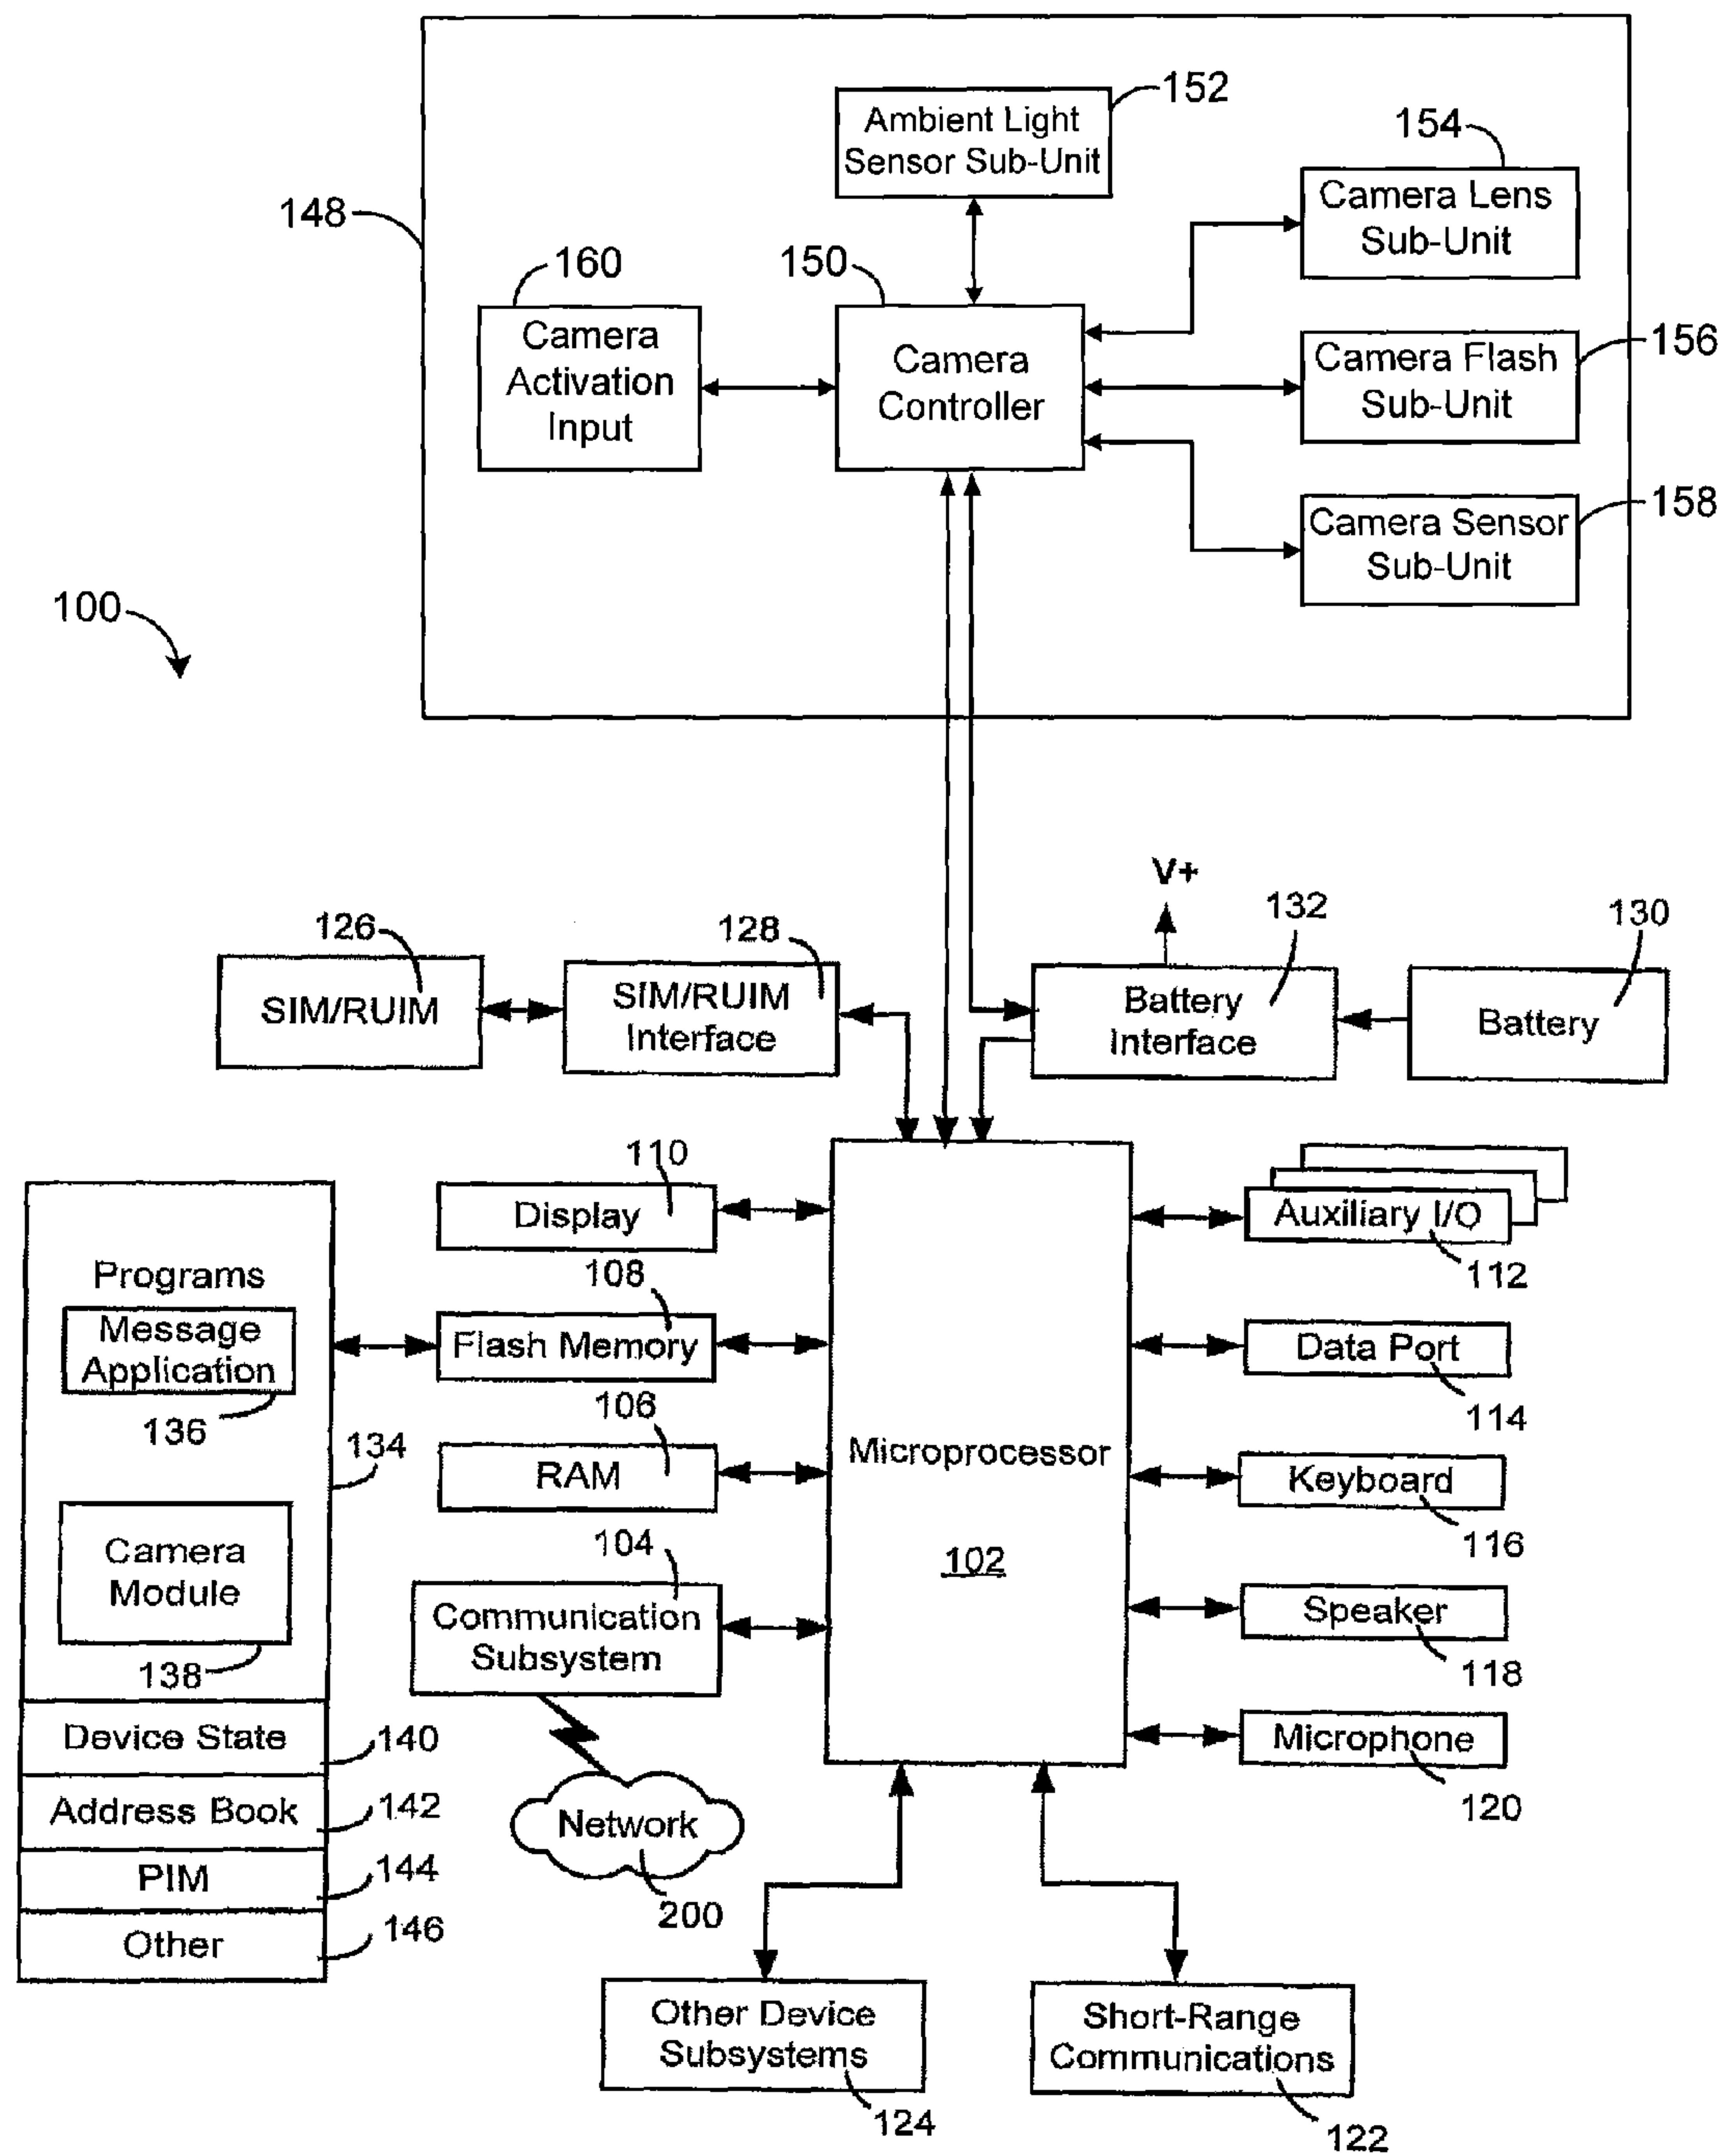 152
Ambient Light
Sensor Sub-Unit
154
Camera Lens
Sub-Unit
148
160
150
Camera
Activation
Input
Camera
Controller
Camera Flash
Sub-Unit
156
Camera Sensor
Sub-Unit
158
100
V+
126
128
132
130
SIM/RUIM
SIM/RUIM
Interface
Battery
Interface
Battery
110
Display
Auxiliary I/O
112
Programs
Message
Application
136
108
Flash Memory
Data Port
114
134
106
RAM
Microprocessor
102
Keyboard
116
Camera
Module
138
104
Communication
Subsystem
Speaker
118
Device State
140
Microphone
120
Address Book
142
Network
200
PIM
144
Other
146
Other Device
Subsystems
124
Short-Range
Communications
122